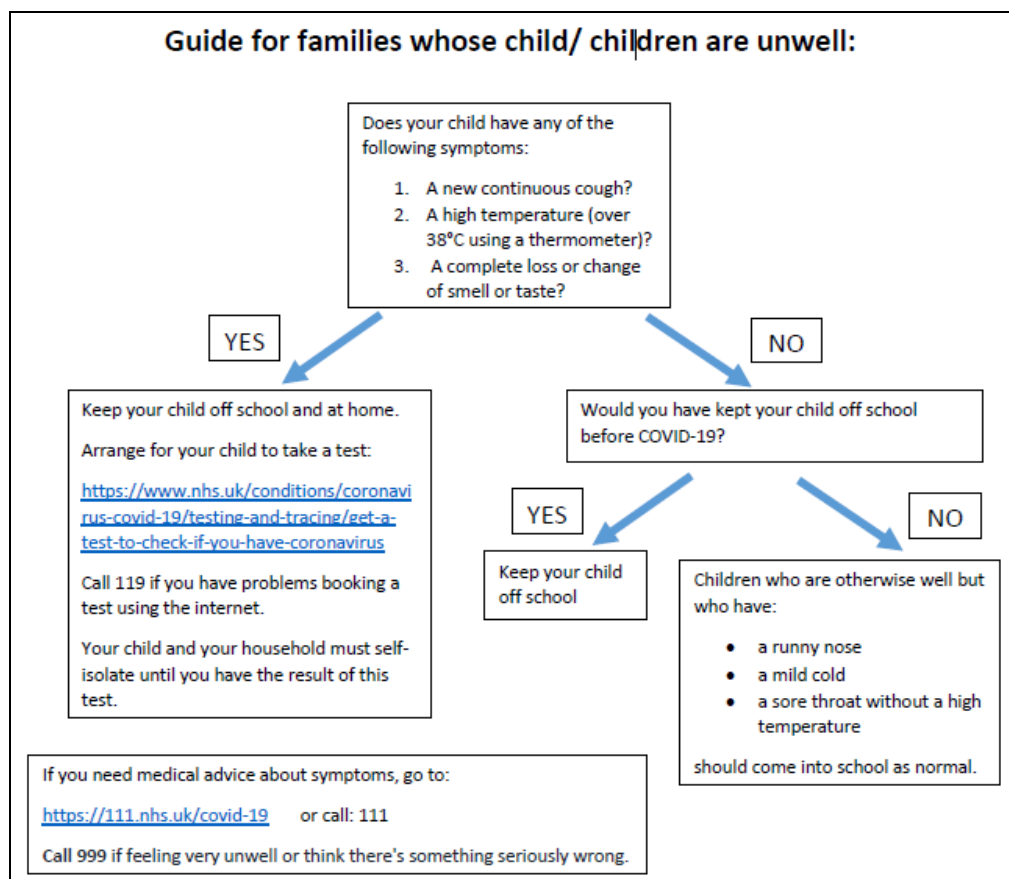 Guide for families whose child/ children are unwell:
Does your child have any of the
following symptoms:
1. A new continuous cough?
2. A high temperature (over
38°C using a thermometer)?
3. A complete loss or change
of smell or taste?
YES
NO
Keep your child off school and at home.
Arrange for your child to take a test:
https://www.nhs.uk/conditions/coronavi
rus-covid-19/testing-and-tracing/get-a-
test-to-check-if-you-have-coronavirus
Call 119 if you have problems booking a
test using the internet.
Your child and your household must self-
isolate until you have the result of this
test.
Would you have kept your child off school
before COVID-19?
YES
NO
Keep your child
off school
Children who are otherwise well but
who have:
• a runny nose
• a mild cold
• a sore throat without a high
temperature
should come into school as normal.
If you need medical advice about symptoms, go to:
https://111.nhs.uk/covid-19 or call: 111
Call 999 if feeling very unwell or think there's something seriously wrong.